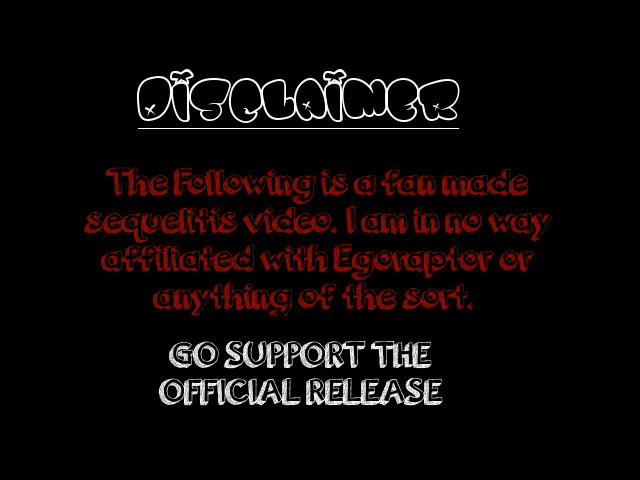 DISCLAIMER
The Following is a fan made
sequelitis video. I am in no way
affiliated with Egoraptor or
anything of the sort.
GO SUPPORT THE
OFFICIAL RELEASE